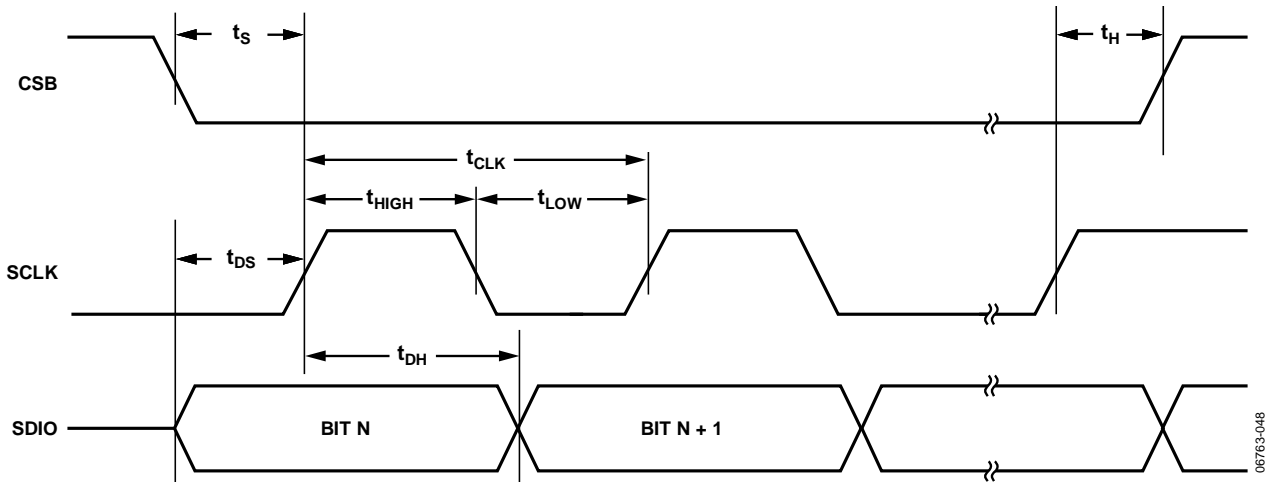 tS
tH
CSB
tCLK
tHIGH
tLOW
tDS
SCLK
tDH
SDIO
BIT N
BIT N + 1
06763-048